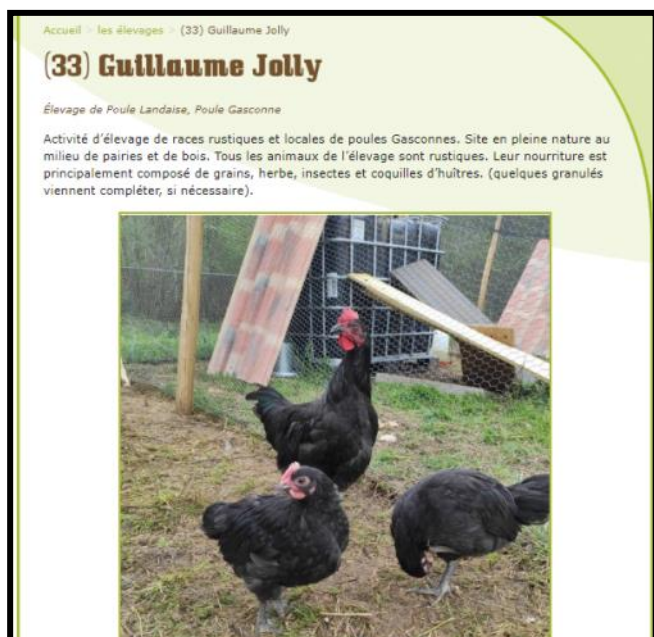 Accueil > les élevages > (33) Guillaume Jolly
(33) Guillaume Jolly
Élevage de Poule Landaise, Poule Gasconne
Activité d'élevage de races rustiques et locales de poules Gasconnes. Site en pleine nature au
milieu de pairies et de bois. Tous les animaux de l'élevage sont rustiques. Leur nourriture est
principalement composé de grains, herbe, insectes et coquilles d'huîtres. (quelques granulés
viennent compléter, si nécessaire).